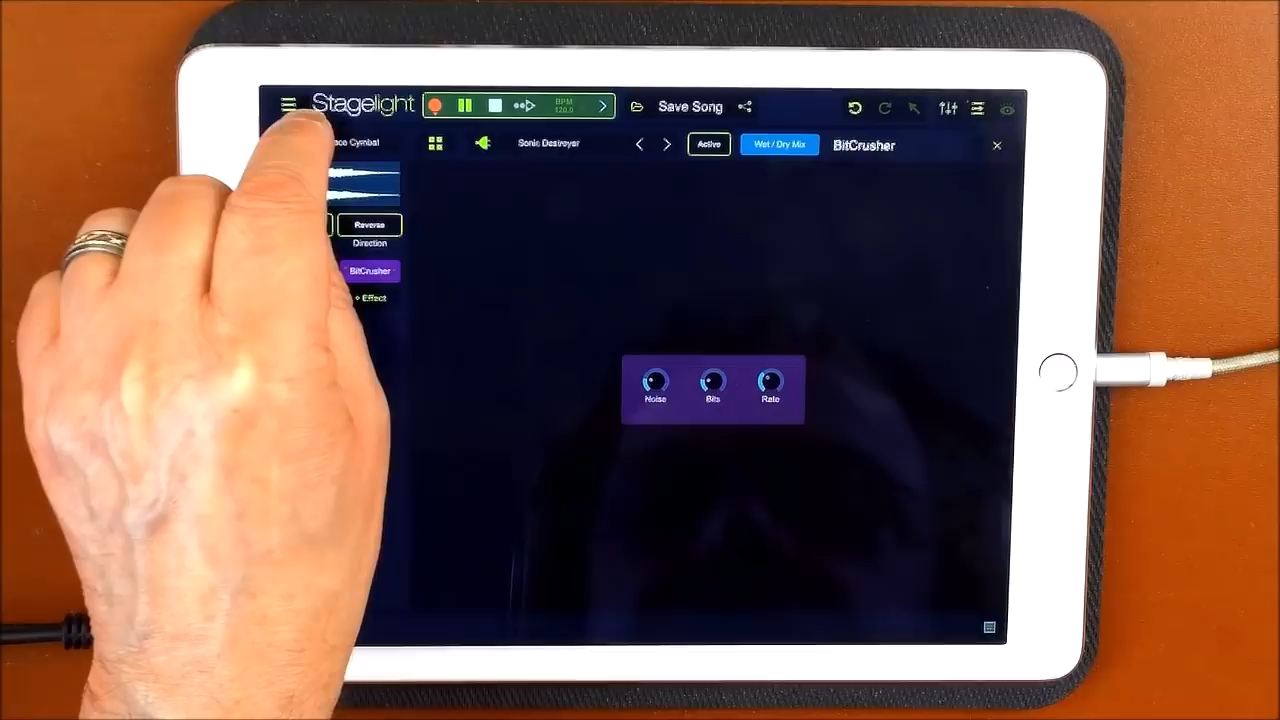 Stagelight
BPM
120.0
Save Song
Cymbal
Sonic Destroyer
Active
Wet / Dry Mix
BitCrusher
Reverse
Direction
BitCrusher
+ Effect
Noise
Bits
Rate